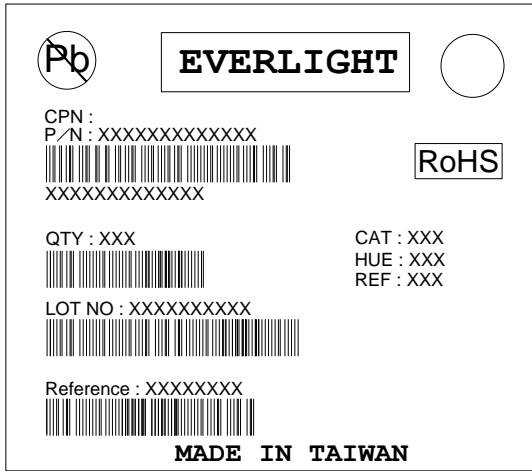 Pb
EVERLIGHT
CPN :
P/N : XXXXXXXXXXXXX
RoHS
XXXXXXXXXXXXX
QTY : XXX
CAT : XXX
HUE : XXX
REF : XXX
LOT NO : XXXXXXXXXX
Reference : XXXXXXXX
MADE IN TAIWAN